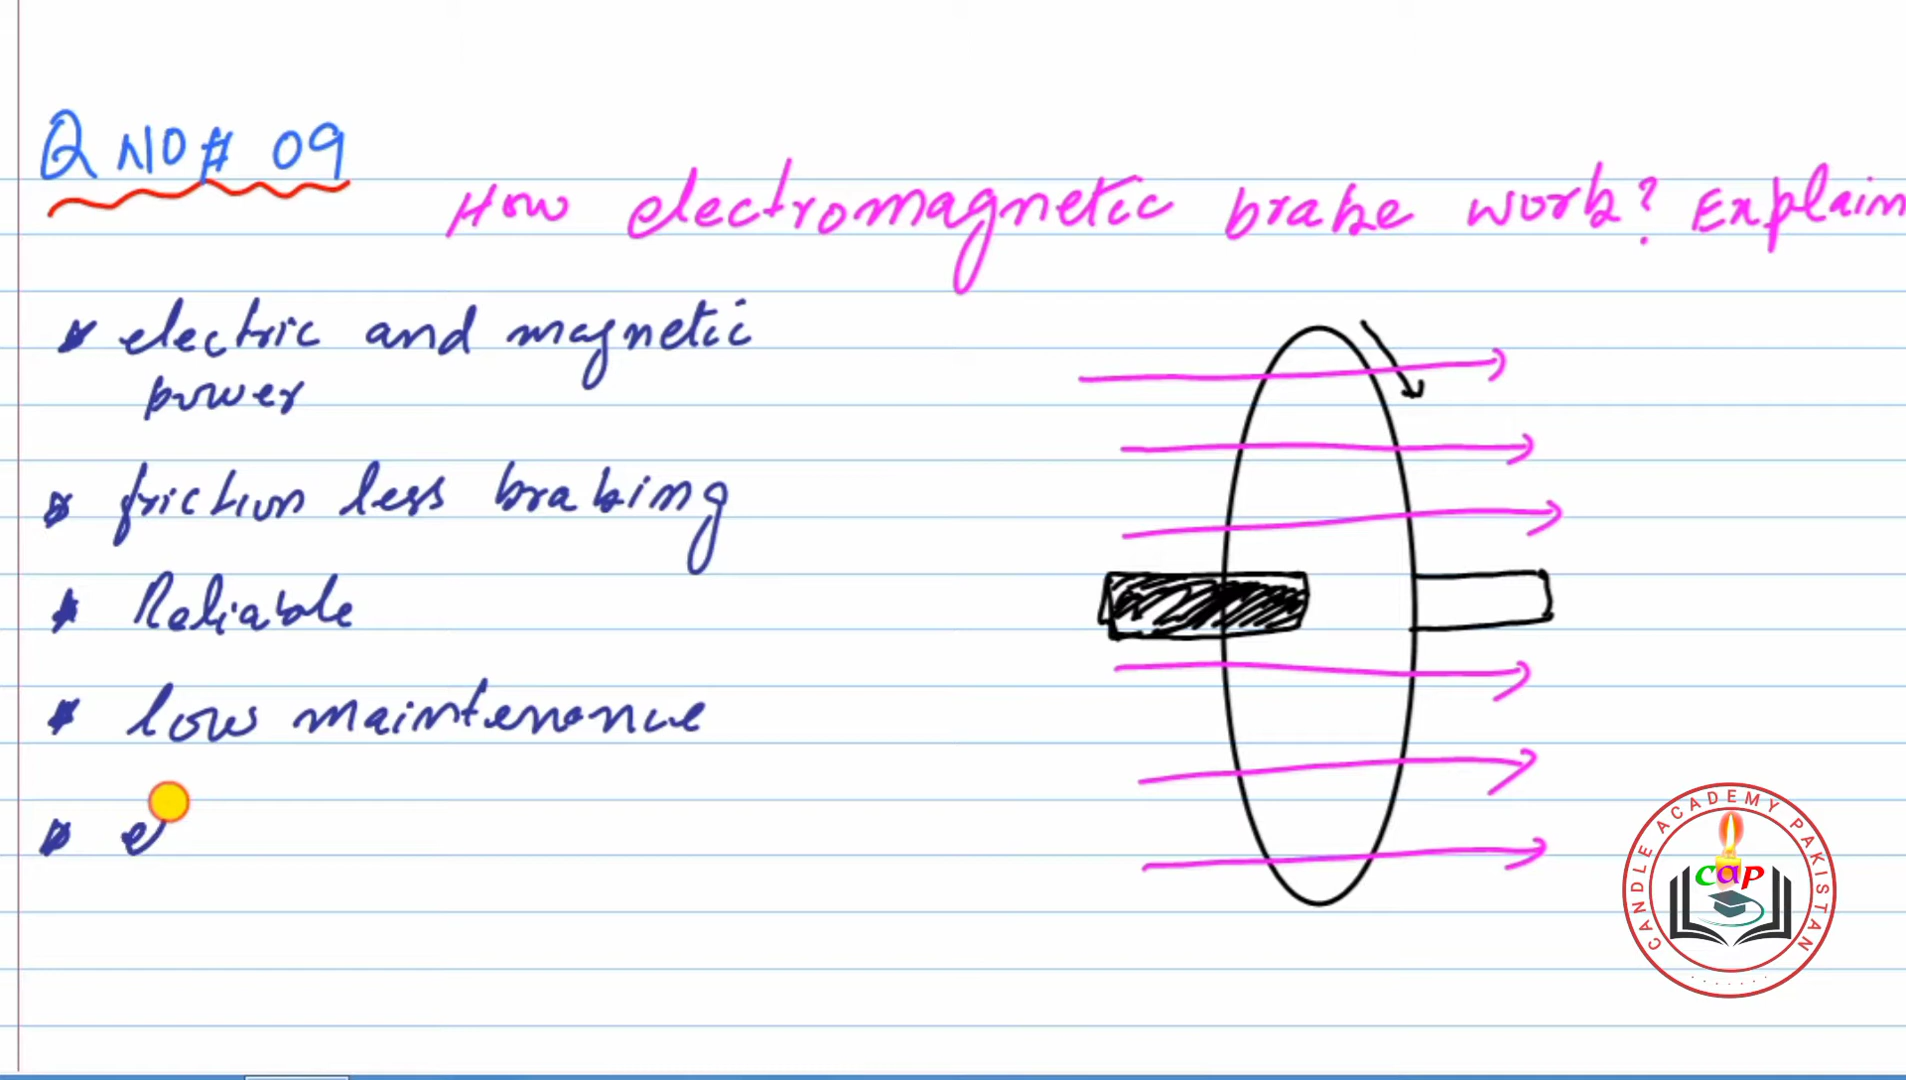 Q NO# 09
How electromagnetic brake work? Explain
electric and magnetic
power
friction less braking
Reliable
low maintenance
e
CANDLE ACADEMY PAKISTAN
cap